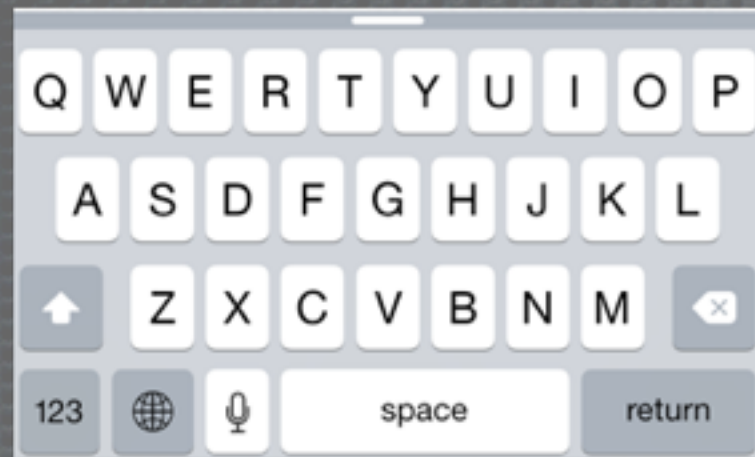 Q W E R T Y U I O P
A S D F G H J K L
Z X C V B N M
123 space return